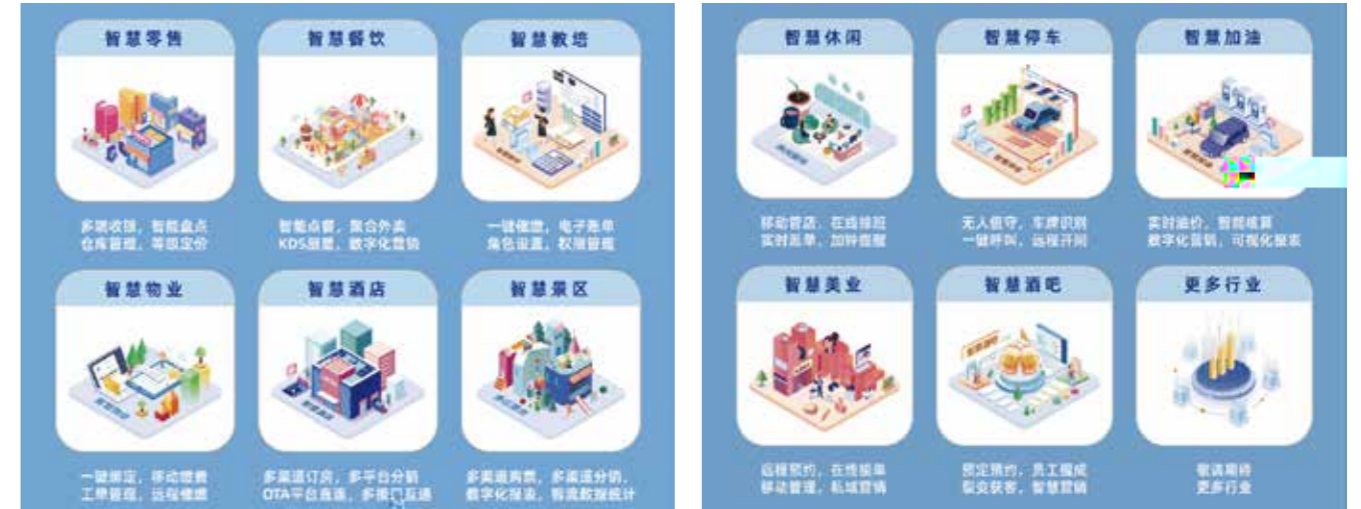 智慧零售
智慧餐饮
智慧教培
多端收银，智能盘点
仓库管理，等级定价
智能点餐，聚合外卖
KDS放置，数字化营销
一键催缴，电子账单
角色设置，权限管理
智慧物业
智慧酒店
智慧景区
一键绑定，移动缴费
工单管理，远程催缴
多渠道订房，多平台分销
OTA平台直连，多接口互通
多渠道购票，多渠道分销，
数字化报表，客流数据统计
智慧休闲
智慧停车
智慧加油
移动管店，在线排班
实时账单，加钟提醒
无人值守，车牌识别
一键呼叫，远程开闸
实时油价，智能核算
数字化营销，可视化报表
智慧美业
智慧酒吧
更多行业
远程预约，在线接单
移动管理，私域营销
预定预约，员工提成
裂变获客，智慧营销
敬请期待
更多行业